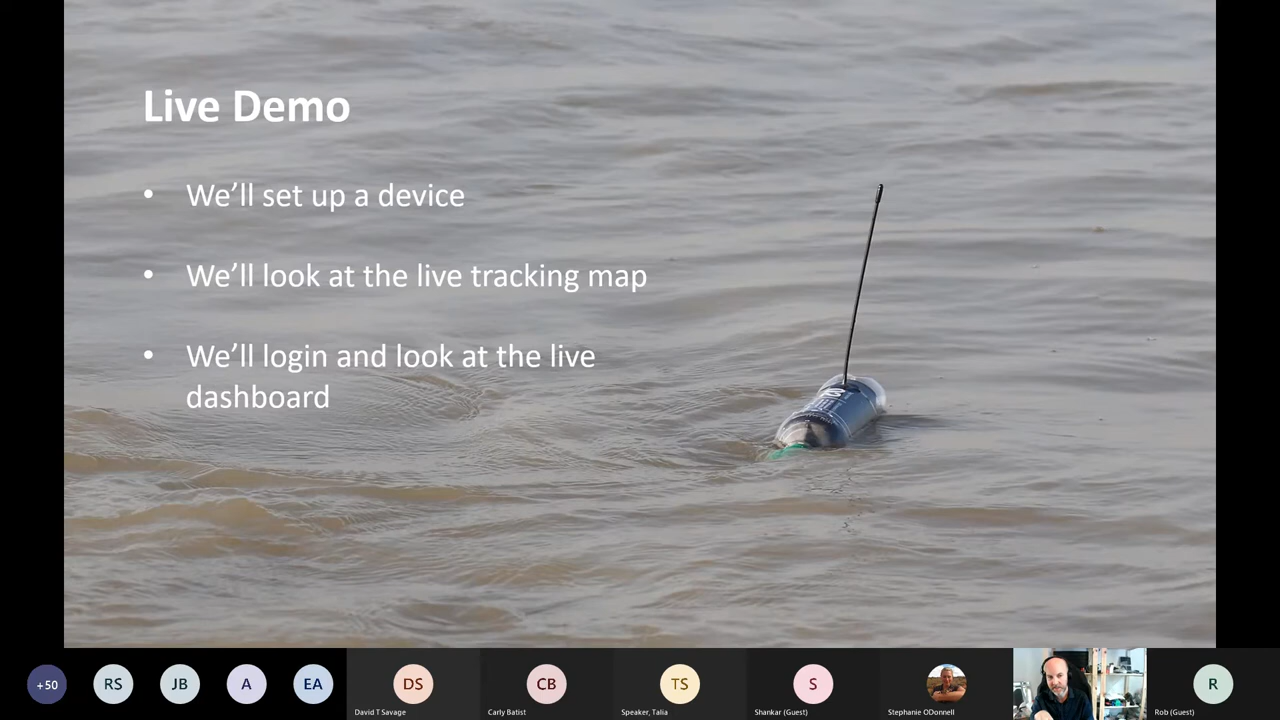 Live Demo
• We’ll set up a device
• We’ll look at the live tracking map
• We’ll login and look at the live
dashboard
+50
RS
JB
A
EA
DS
CB
TS
S
R
David T Savage
Carly Batist
Speaker, Talia
Shankar (Guest)
Stephanie ODonnell
Rob (Guest)